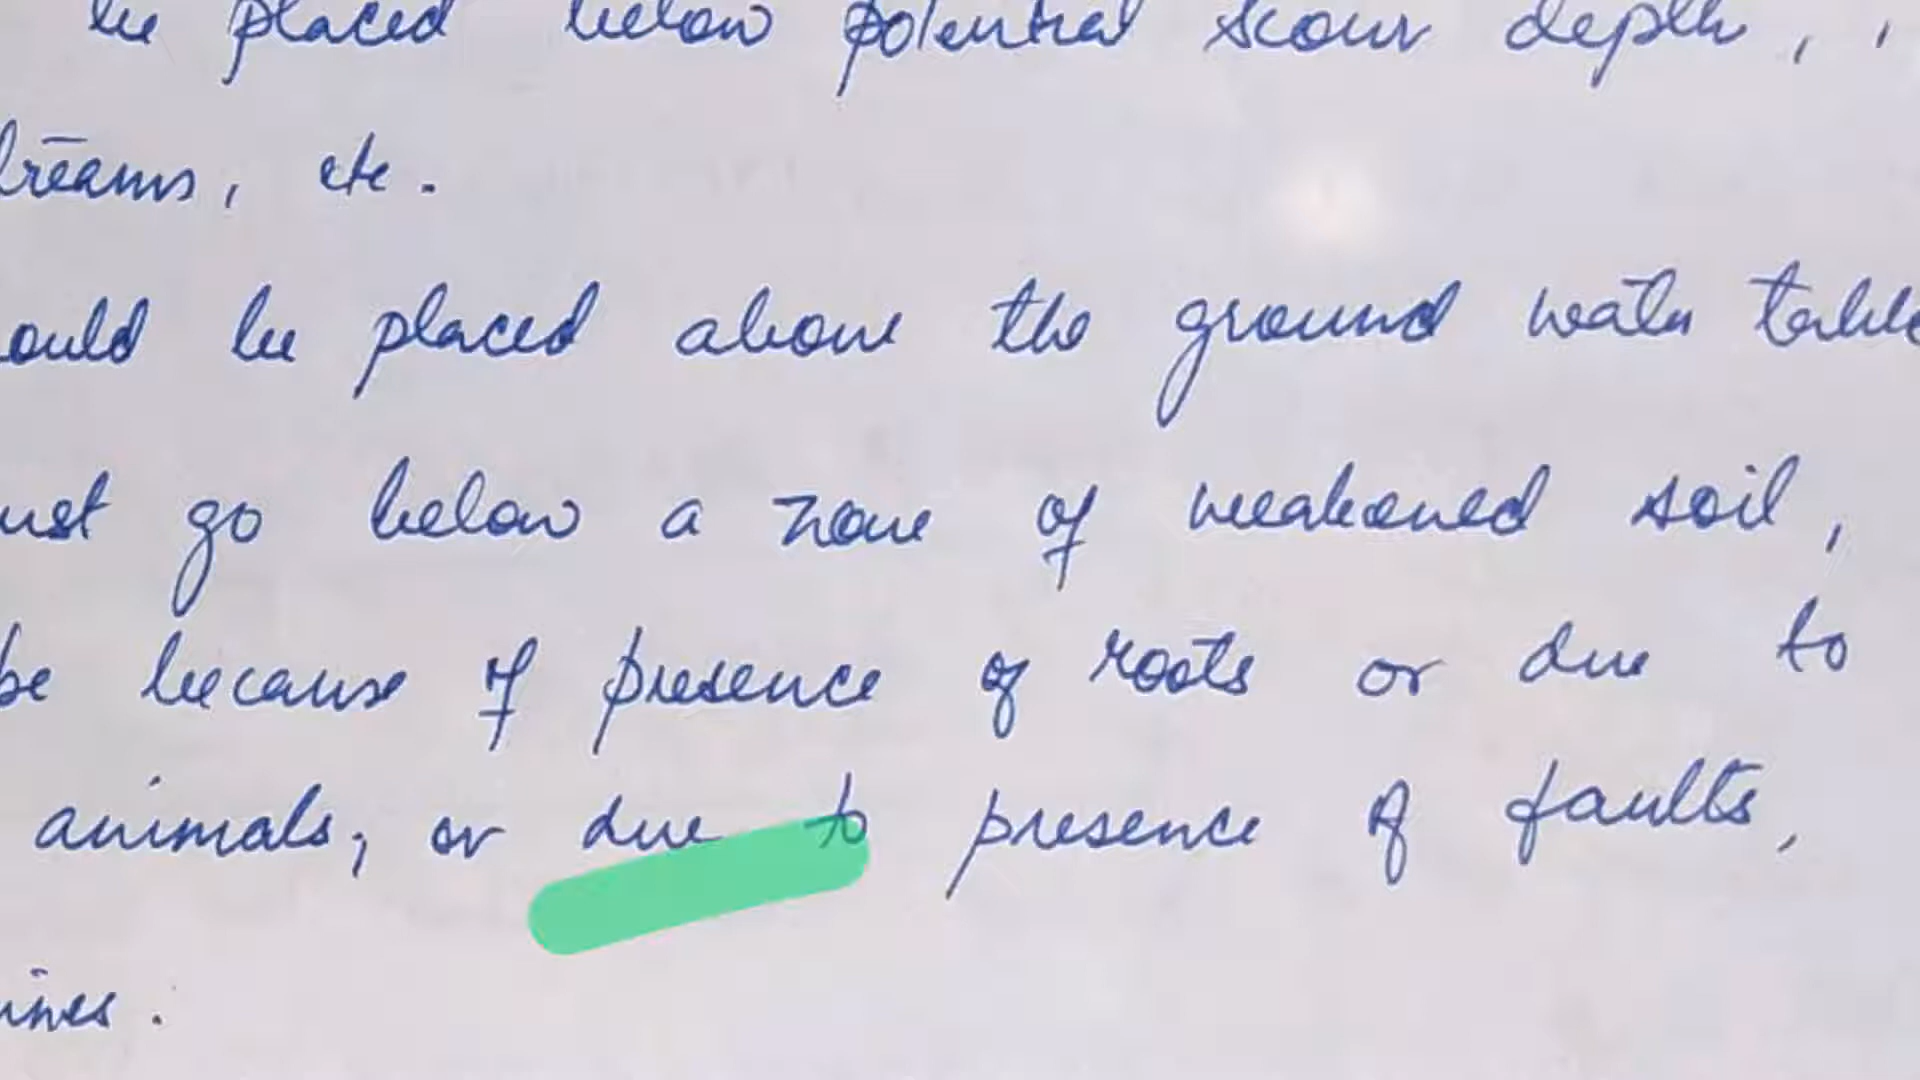 be placed below potential scour depth, i
treams, etc.
ould be placed above the ground water table
ust go below a zone of weakened soil,
be because of presence of roots or due to
animals, or due to presence of faults,
ines.